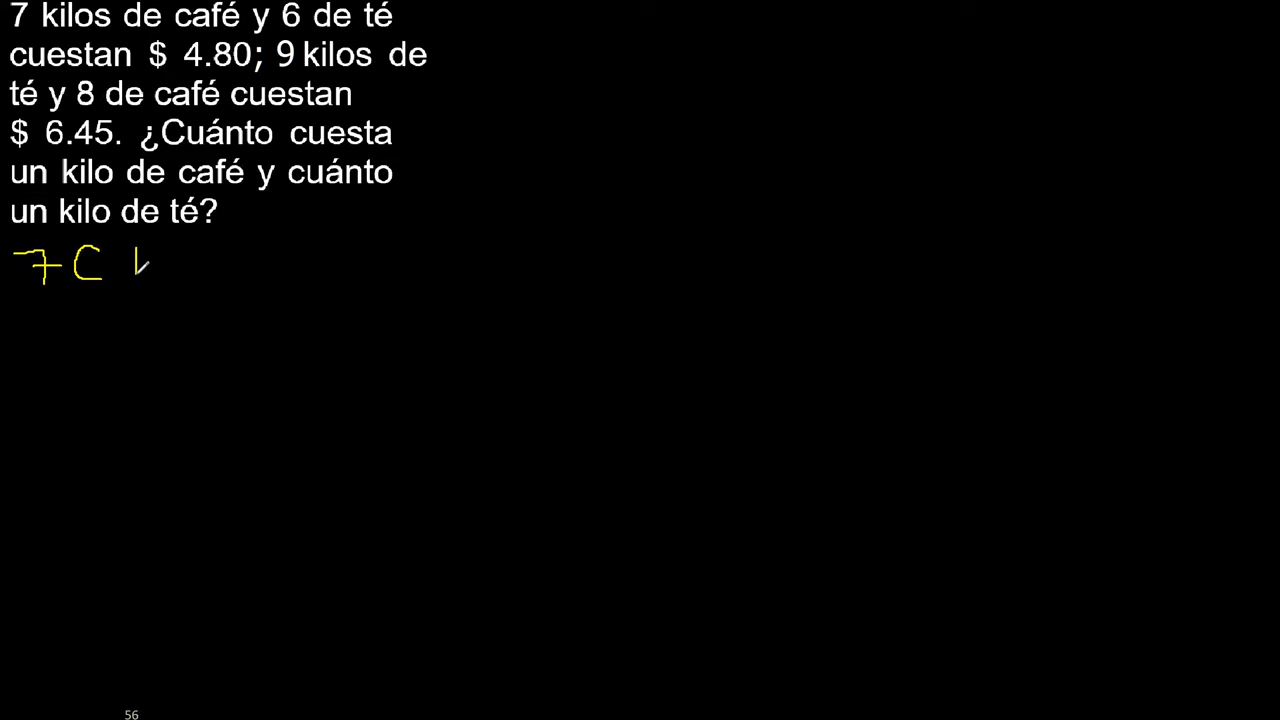 7 kilos de café y 6 de té
cuestan $ 4.80; 9 kilos de
té y 8 de café cuestan
$ 6.45. ¿Cuánto cuesta
un kilo de café y cuánto
un kilo de té?
7C
56